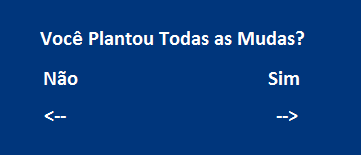 Você Plantou Todas as Mudas?
Não Sim
<-- -->